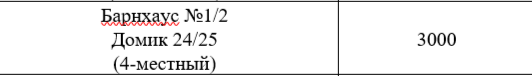 Барнхаус №1/2
Домик 24/25
(4-местный)
3000